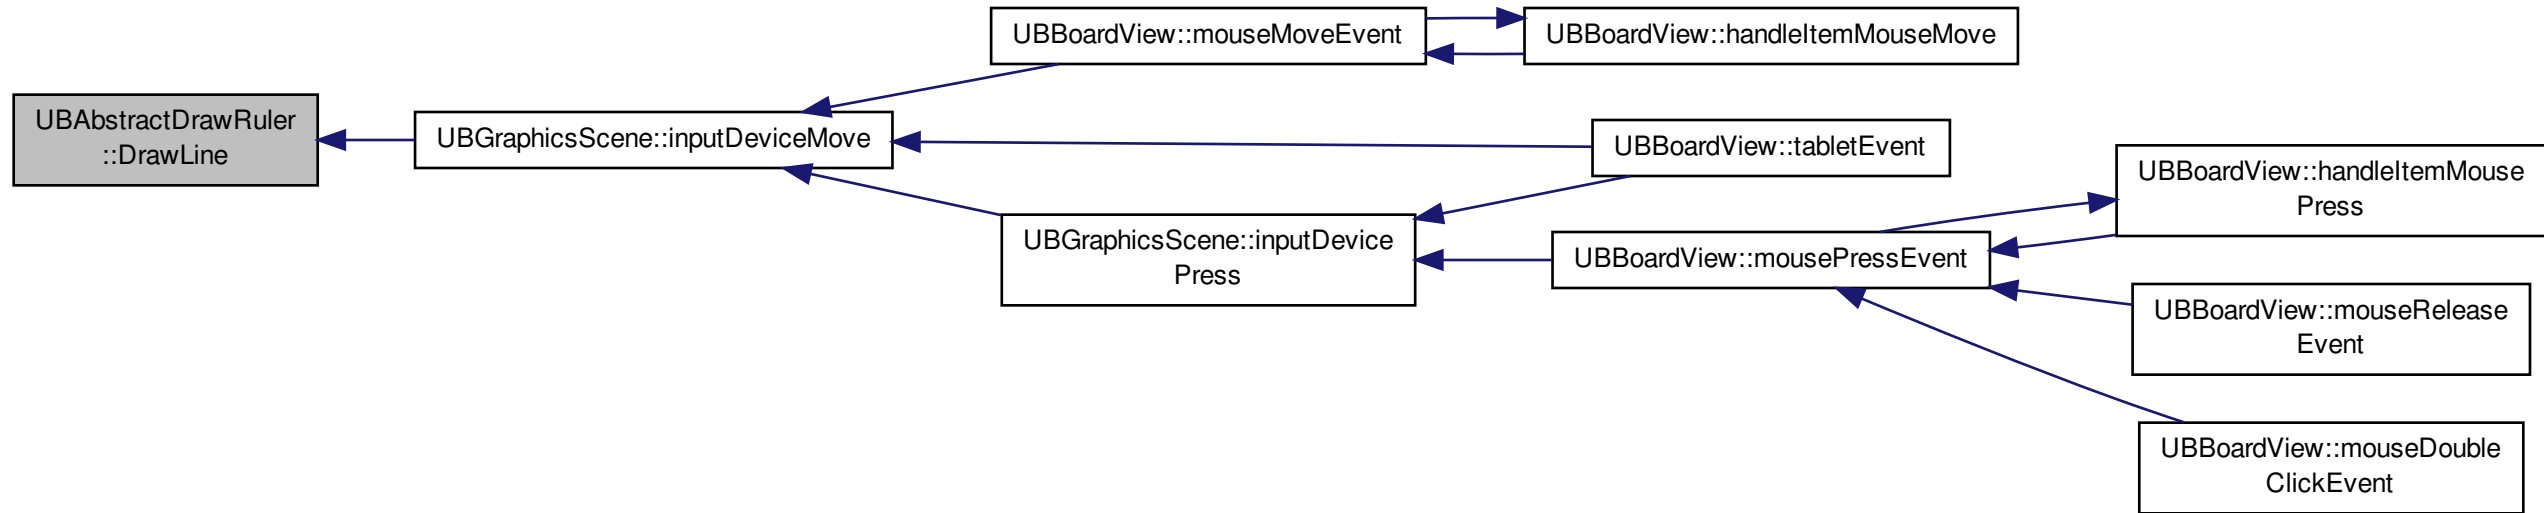 UBAbstractDrawRuler
::DrawLine
UBGraphicsScene::inputDeviceMove
UBBoardView::mouseMoveEvent
UBBoardView::handleItemMouseMove
UBBoardView::tabletEvent
UBGraphicsScene::inputDevice
Press
UBBoardView::mousePressEvent
UBBoardView::handleItemMouse
Press
UBBoardView::mouseRelease
Event
UBBoardView::mouseDouble
ClickEvent